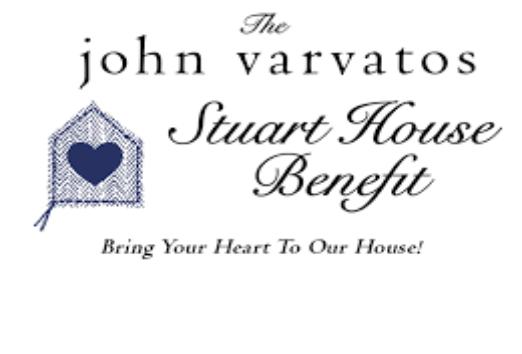 The
john varvatos
Stuart House
Benefit
Bring Your Heart To Our House!